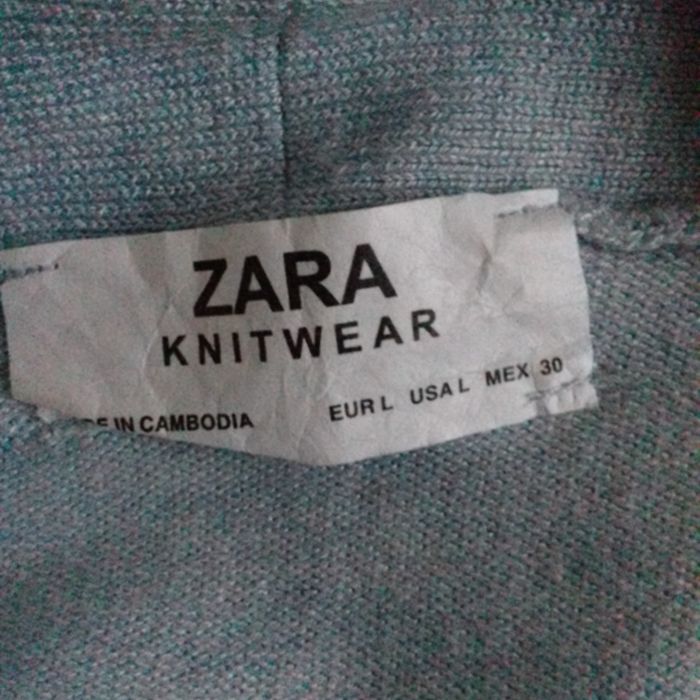 ZARA
KNITWEAR
IN CAMBODIA
EUR L USA L MEX 30